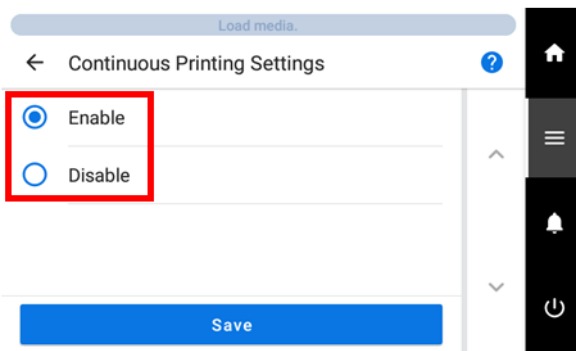 Load media.
Continuous Printing Settings
?
Enable
Disable
Save